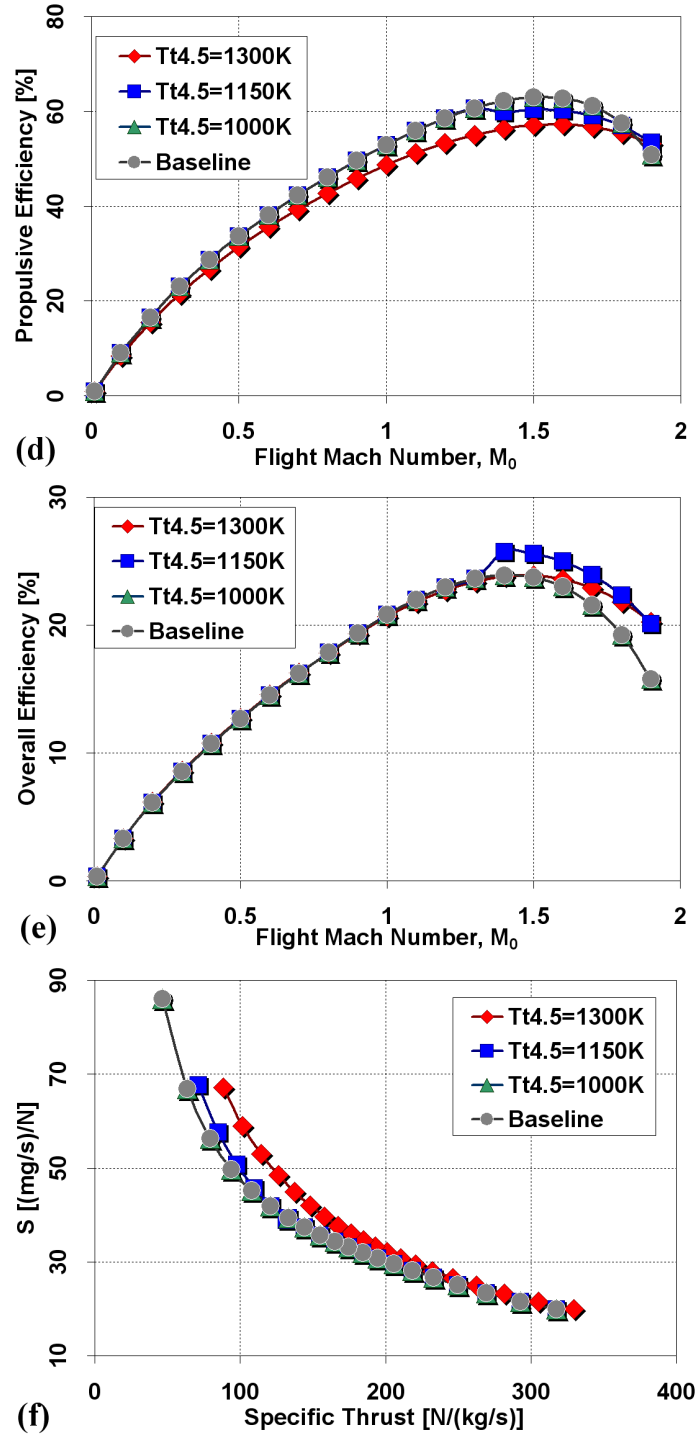 80
60
40
20
0
Propulsive Efficiency [%]
Tt4.5=1300K
Tt4.5=1150K
Tt4.5=1000K
Baseline
0 0.5 1 1.5 2
Flight Mach Number, M₀
(d)
30
20
10
0
Overall Efficiency [%]
Tt4.5=1300K
Tt4.5=1150K
Tt4.5=1000K
Baseline
0 0.5 1 1.5 2
Flight Mach Number, M₀
(e)
90
70
50
30
10
S [(mg/s)/N]
Tt4.5=1300K
Tt4.5=1150K
Tt4.5=1000K
Baseline
0 100 200 300 400
Specific Thrust [N/(kg/s)]
(f)